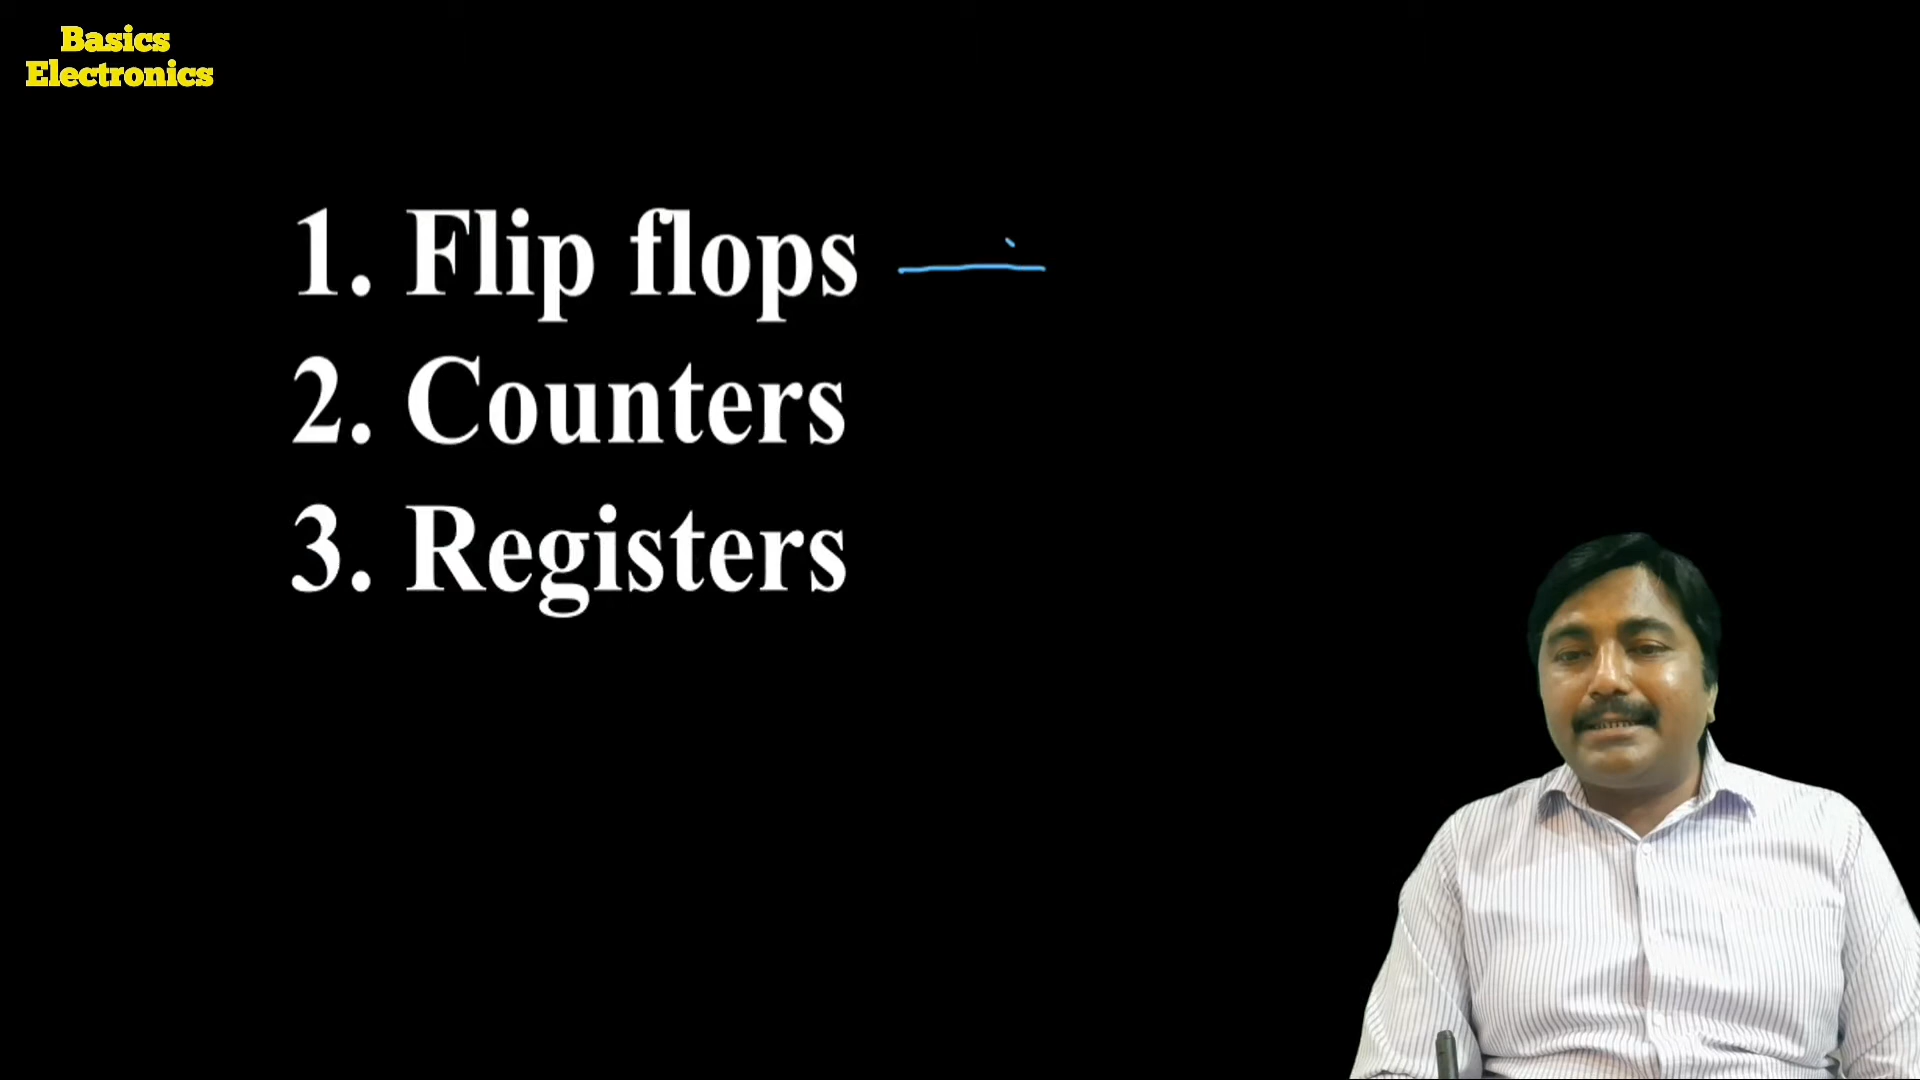 Basics
Electronics
1. Flip flops
2. Counters
3. Registers